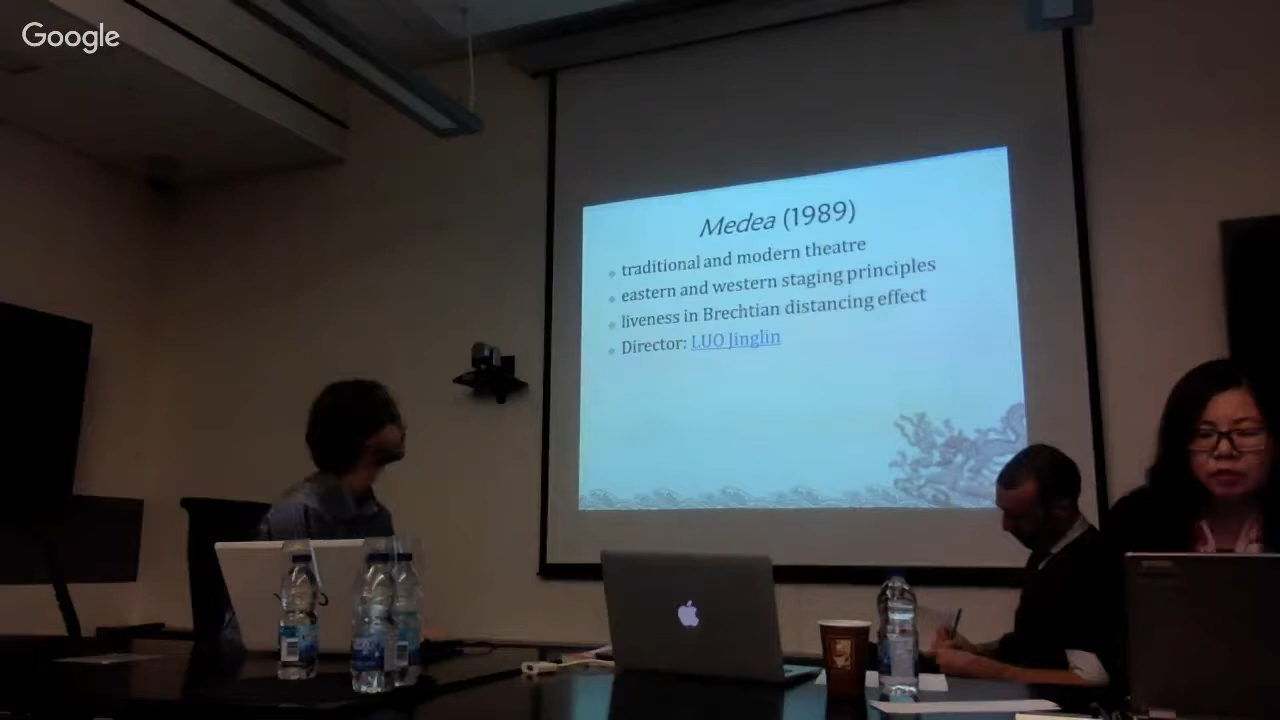 Google
Medea (1989)
traditional and modern theatre
eastern and western staging principles
liveness in Brechtian distancing effect
Director: LUO Jinglin